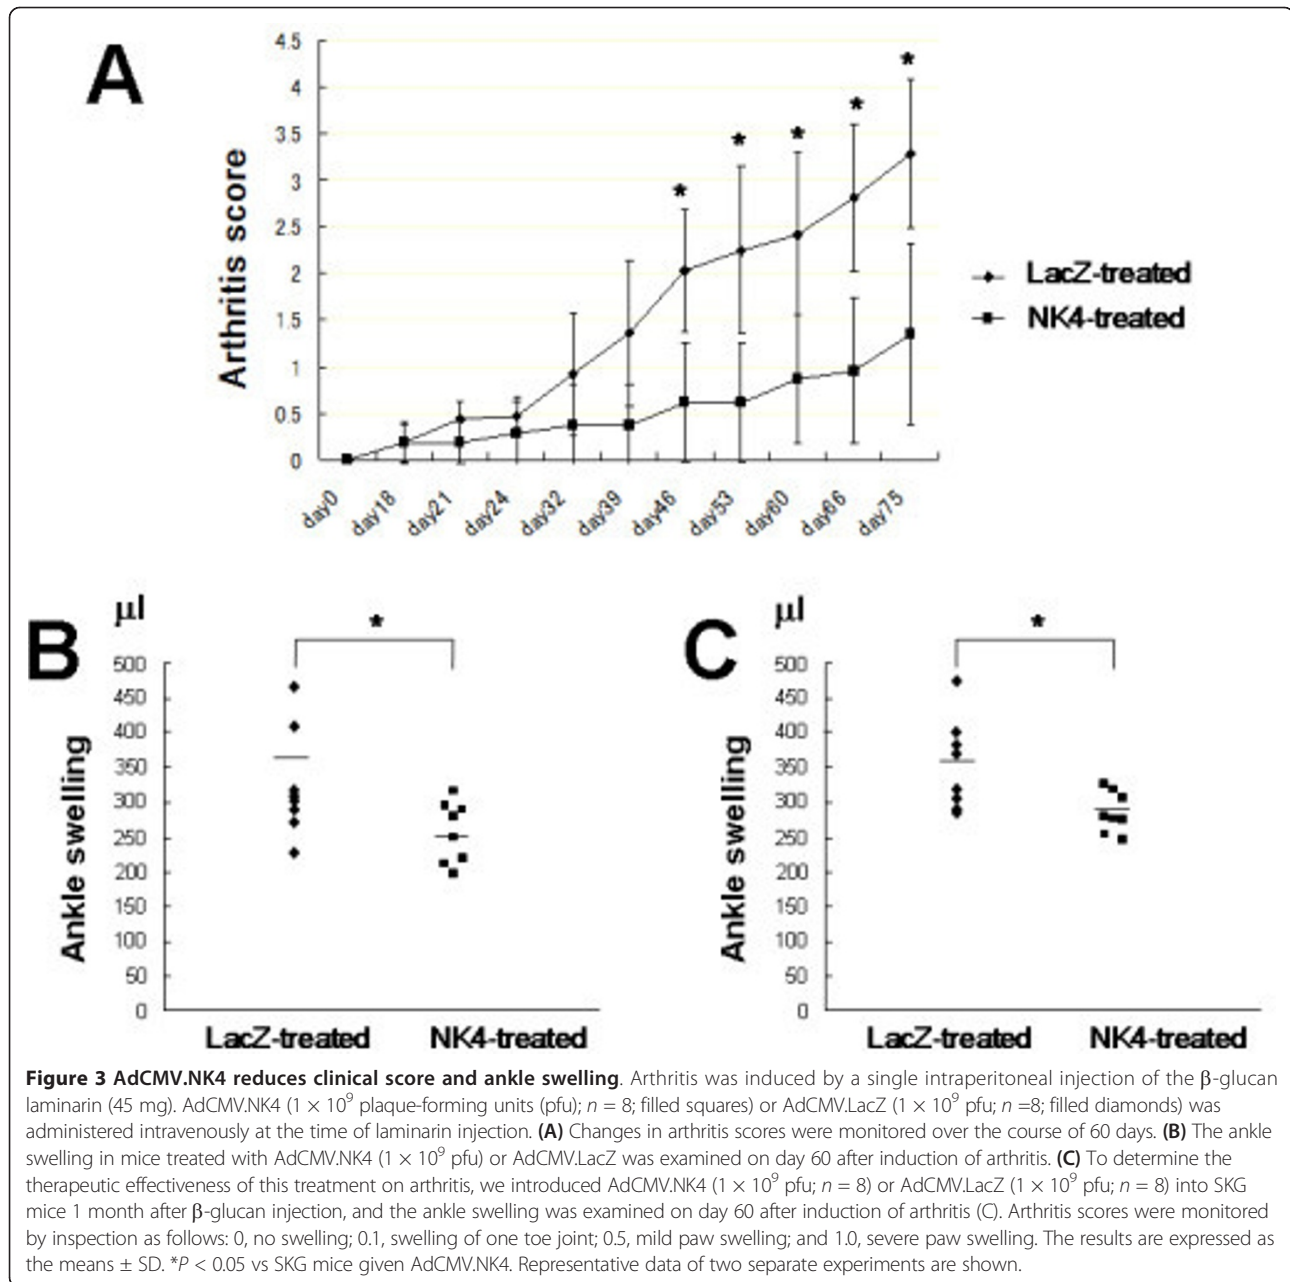 A
4.5
4
3.5
3
2.5
2
1.5
1
0.5
0
Arthritis score
* * * * *
day0 day18 day21 day24 day32 day39 day46 day53 day60 day66 day75
LacZ-treated
NK4-treated
B
µl
*
500
450
400
350
300
250
200
150
100
50
0
Ankle swelling
LacZ-treated NK4-treated
C
µl
*
500
450
400
350
300
250
200
150
100
50
0
Ankle swelling
LacZ-treated NK4-treated
Figure 3 AdCMV.NK4 reduces clinical score and ankle swelling. Arthritis was induced by a single intraperitoneal injection of the β-glucan
laminarin (45 mg). AdCMV.NK4 (1 × 10⁹ plaque-forming units (pfu); n = 8; filled squares) or AdCMV.LacZ (1 × 10⁹ pfu; n =8; filled diamonds) was
administered intravenously at the time of laminarin injection. (A) Changes in arthritis scores were monitored over the course of 60 days. (B) The ankle
swelling in mice treated with AdCMV.NK4 (1 × 10⁹ pfu) or AdCMV.LacZ was examined on day 60 after induction of arthritis. (C) To determine the
therapeutic effectiveness of this treatment on arthritis, we introduced AdCMV.NK4 (1 × 10⁹ pfu; n = 8) or AdCMV.LacZ (1 × 10⁹ pfu; n = 8) into SKG
mice 1 month after β-glucan injection, and the ankle swelling was examined on day 60 after induction of arthritis (C). Arthritis scores were monitored
by inspection as follows: 0, no swelling; 0.1, swelling of one toe joint; 0.5, mild paw swelling; and 1.0, severe paw swelling. The results are expressed as
the means ± SD. *P < 0.05 vs SKG mice given AdCMV.NK4. Representative data of two separate experiments are shown.